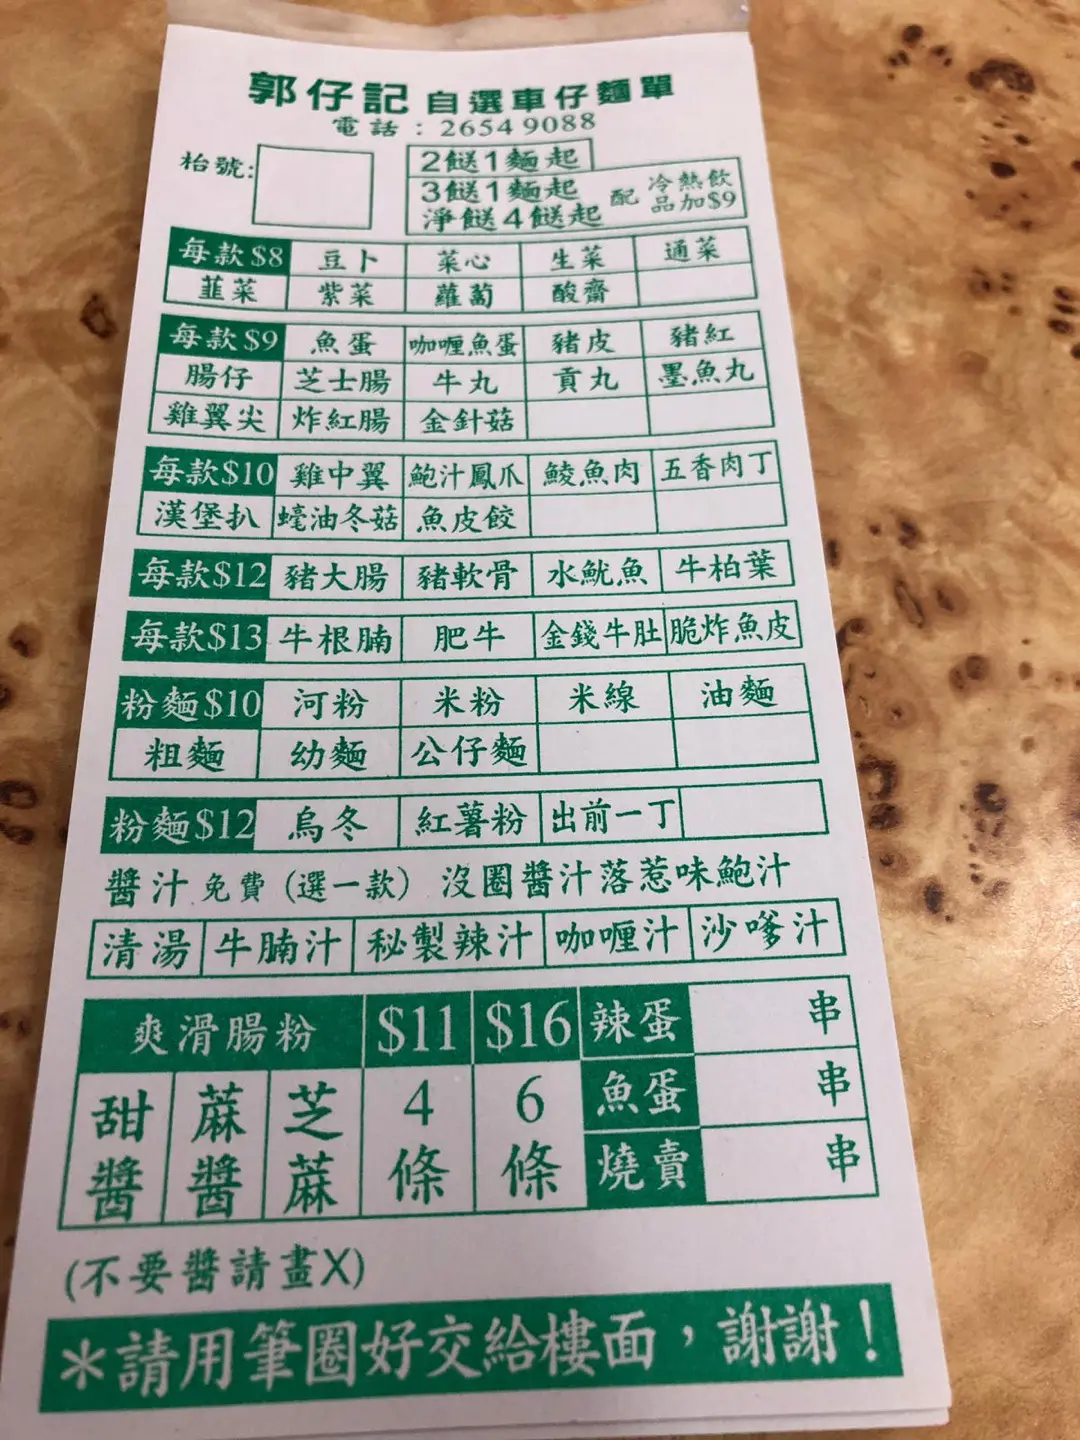 郭仔記 自選車仔麵單
電話：2654 9088
枱號:
2餸1麵起
3餸1麵起
淨餸4餸起
配 冷熱飲品加$9
每款$8 豆卜 菜心 生菜 通菜
韮菜 紫菜 蘿蔔 酸齋
每款$9 魚蛋 咖喱魚蛋 豬皮 豬紅
腸仔 芝士腸 牛丸 貢丸 墨魚丸
雞翼尖 炸紅腸 金針菇
每款$10 雞中翼 鮑汁鳳爪 鯪魚肉 五香肉丁
漢堡扒 蠔油冬菇 魚皮餃
每款$12 豬大腸 豬軟骨 水魷魚 牛柏葉
每款$13 牛根腩 肥牛 金錢牛肚 脆炸魚皮
粉麵$10 河粉 米粉 米線 油麵
粗麵 幼麵 公仔麵
粉麵$12 烏冬 紅薯粉 出前一丁
醬汁免費（選一款） 沒圈醬汁落惹味鮑汁
清湯 牛腩汁 秘製辣汁 咖喱汁 沙嗲汁
爽滑腸粉 $11 $16 辣蛋 串
甜醬 蔴醬 芝蔴 4條 6條 魚蛋 串
燒賣 串
(不要醬請畫X)
＊請用筆圈好交給樓面，謝謝！